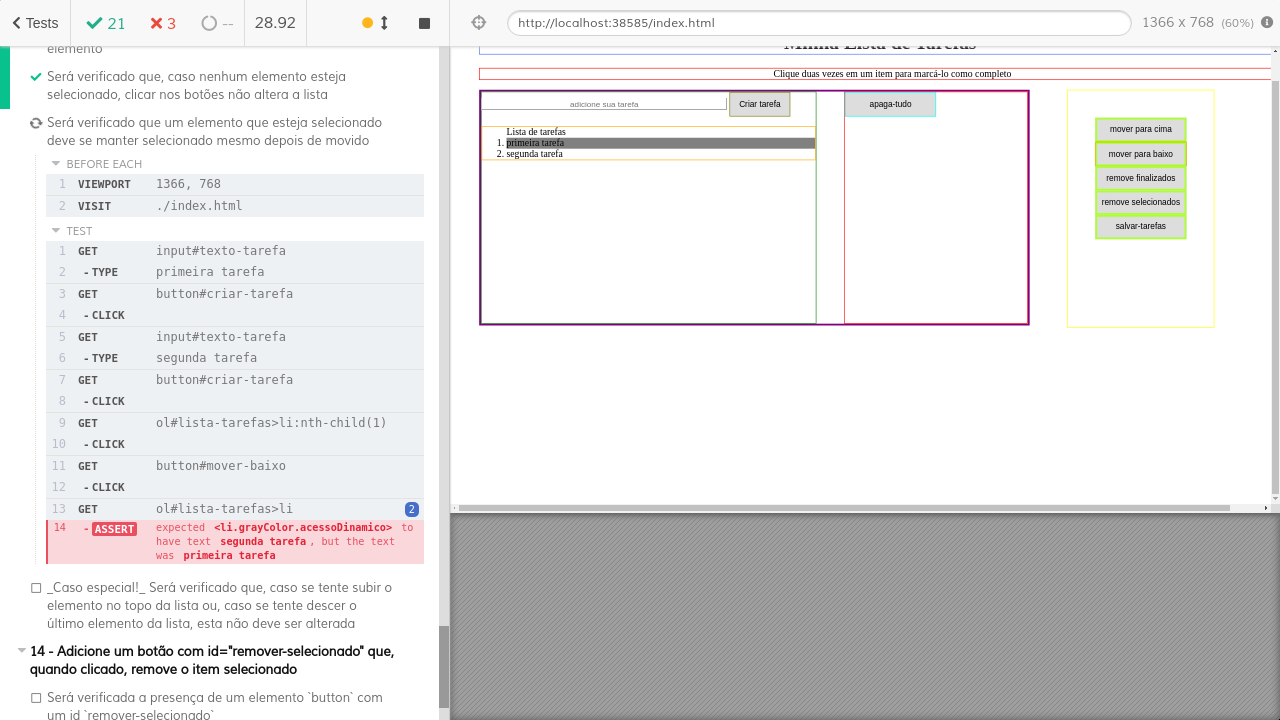 Tests
21
3
--
28.92
http://localhost:38585/index.html
1366 x 768 (60%)
elemento
Será verificado que, caso nenhum elemento esteja
selecionado, clicar nos botões não altera a lista
Será verificado que um elemento que esteja selecionado
deve se manter selecionado mesmo depois de movido
BEFORE EACH
1 VIEWPORT 1366, 768
2 VISIT ./index.html
TEST
1 GET input#texto-tarefa
2 - TYPE primeira tarefa
3 GET button#criar-tarefa
4 - CLICK
5 GET input#texto-tarefa
6 - TYPE segunda tarefa
7 GET button#criar-tarefa
8 - CLICK
9 GET ol#lista-tarefas>li:nth-child(1)
10 - CLICK
11 GET button#mover-baixo
12 - CLICK
13 GET ol#lista-tarefas>li 2
14 - ASSERT expected <li.grayColor.acessoDinamico> to
have text segunda tarefa , but the text
was primeira tarefa
_Caso especial!_ Será verificado que, caso se tente subir o
elemento no topo da lista ou, caso se tente descer o
último elemento da lista, esta não deve ser alterada
14 - Adicione um botão com id="remover-selecionado" que,
quando clicado, remove o item selecionado
Será verificada a presença de um elemento `button` com
um id `remover-selecionado`
Minha Lista de Tarefas
Clique duas vezes em um item para marcá-lo como completo
adicione sua tarefa
Criar tarefa
apaga-tudo
Lista de tarefas
1. primeira tarefa
2. segunda tarefa
mover para cima
mover para baixo
remove finalizados
remove selecionados
salvar-tarefas